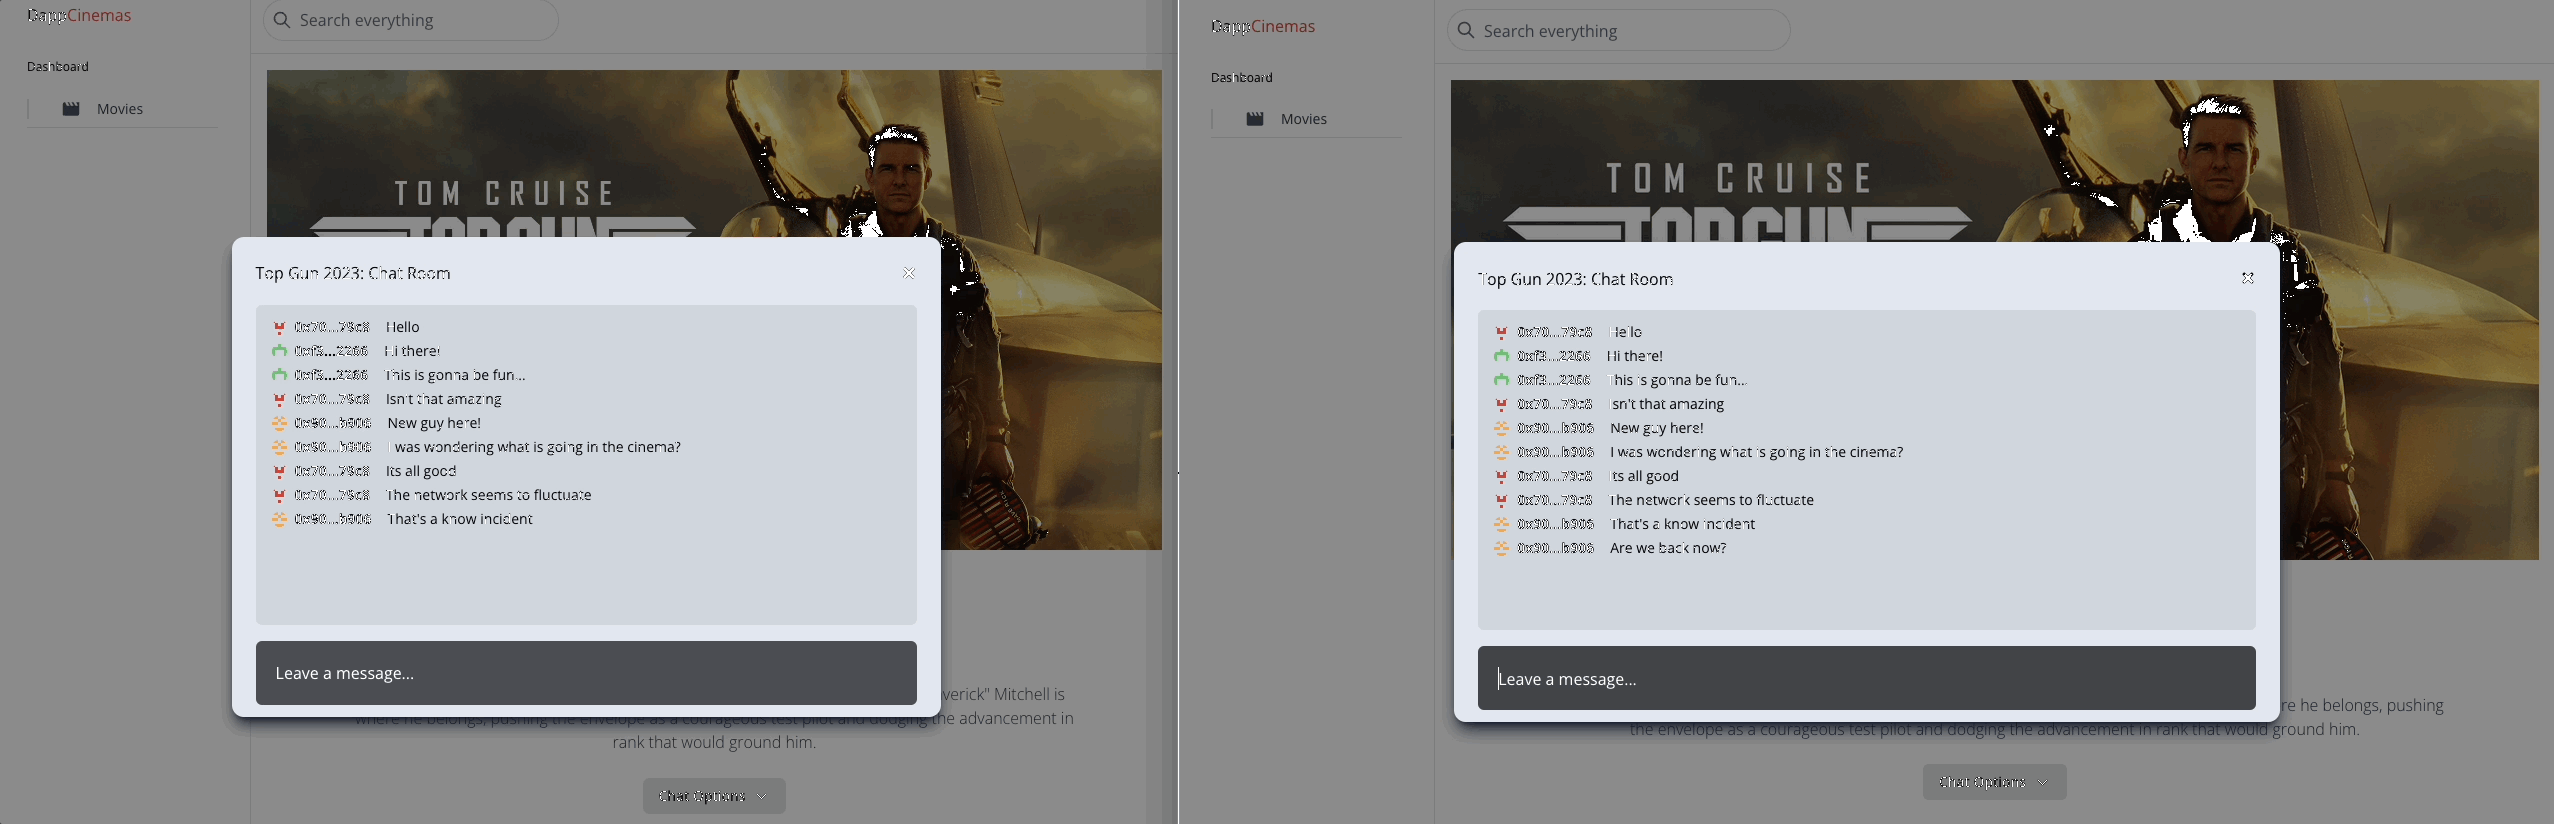 DappCinemas
Search everything
Dashboard
Movies
TOM CRUISE
TOP GUN
Top Gun 2023: Chat Room
×
0x70...79c8 Hello
0xf3...2266 Hi there!
0xf3...2266 This is gonna be fun...
0x70...79c8 Isn't that amazing
0x90...b906 New guy here!
0x90...b906 I was wondering what is going in the cinema?
0x70...79c8 Its all good
0x70...79c8 The network seems to fluctuate
0x90...b906 That's a know incident
Leave a message...
verick" Mitchell is
where he belongs, pushing the envelope as a courageous test pilot and dodging the advancement in
rank that would ground him.
Chat Options
DappCinemas
Search everything
Dashboard
Movies
TOM CRUISE
TOP GUN
Top Gun 2023: Chat Room
×
0x70...79c8 Hello
0xf3...2266 Hi there!
0xf3...2266 This is gonna be fun...
0x70...79c8 Isn't that amazing
0x90...b906 New guy here!
0x90...b906 I was wondering what is going in the cinema?
0x70...79c8 Its all good
0x70...79c8 The network seems to fluctuate
0x90...b906 That's a know incident
0x90...b906 Are we back now?
Leave a message...
re he belongs, pushing
the envelope as a courageous test pilot and dodging the advancement in rank that would ground him.
Chat Options